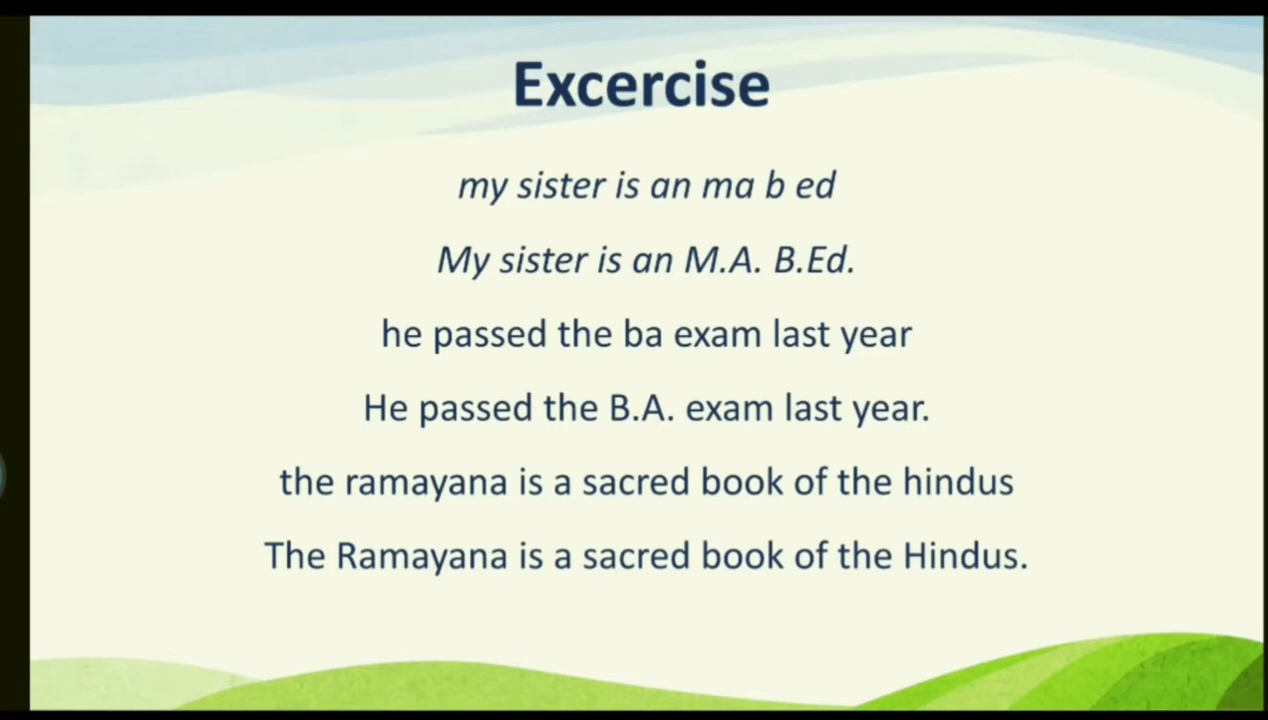 Excercise
my sister is an ma b ed
My sister is an M.A. B.Ed.
he passed the ba exam last year
He passed the B.A. exam last year.
the ramayana is a sacred book of the hindus
The Ramayana is a sacred book of the Hindus.